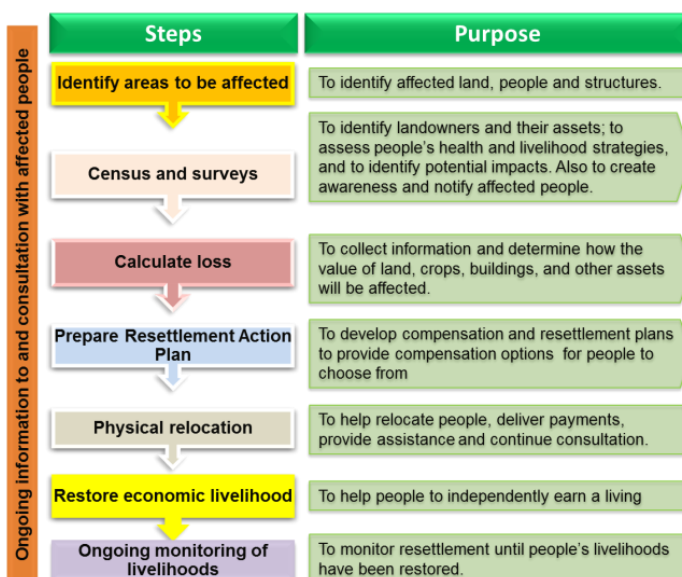 Ongoing information to and consultation with affected people
Steps
Purpose
Identify areas to be affected
To identify affected land, people and structures.
Census and surveys
To identify landowners and their assets; to
assess people's health and livelihood strategies,
and to identify potential impacts. Also to create
awareness and notify affected people.
Calculate loss
To collect information and determine how the
value of land, crops, buildings, and other assets
will be affected.
Prepare Resettlement Action
Plan
To develop compensation and resettlement plans
to provide compensation options for people to
choose from
Physical relocation
To help relocate people, deliver payments,
provide assistance and continue consultation.
Restore economic livelihood
To help people to independently earn a living
Ongoing monitoring of
livelihoods
To monitor resettlement until people's livelihoods
have been restored.